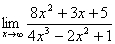 lim x→∞ (8x² + 3x + 5)/(4x³ − 2x² + 1)